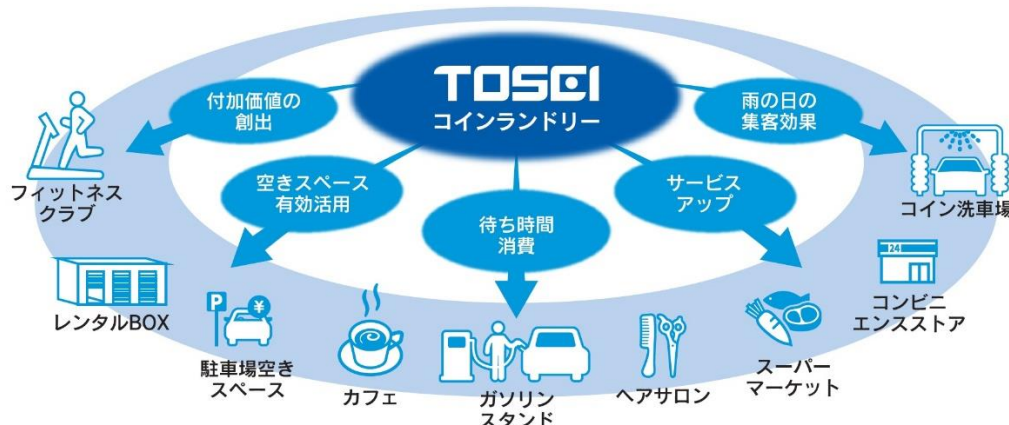 TOSEI
コインランドリー
付加価値の
創出
雨の日の
集客効果
空きスペース
有効活用
サービス
アップ
待ち時間
消費
フィットネス
クラブ
コイン洗車場
レンタルBOX
P
¥
駐車場空き
スペース
カフェ
ガソリン
スタンド
ヘアサロン
スーパー
マーケット
24
コンビニ
エンスストア